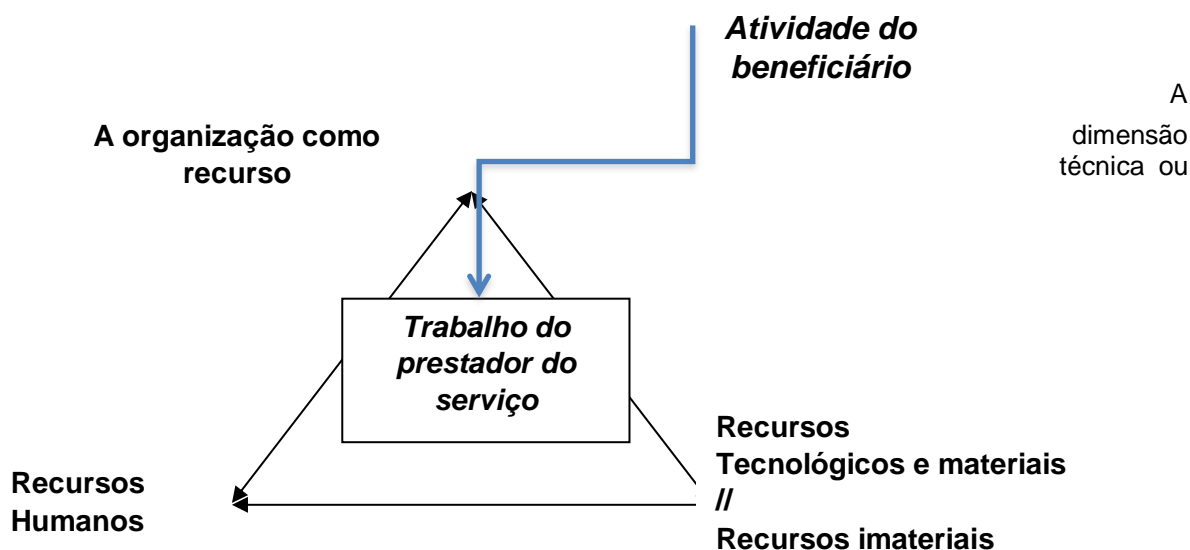 Atividade do
beneficiário
A
dimensão
técnica ou
A organização como
recurso
Trabalho do
prestador do
serviço
Recursos
Tecnológicos e materiais
//
Recursos imateriais
Recursos
Humanos